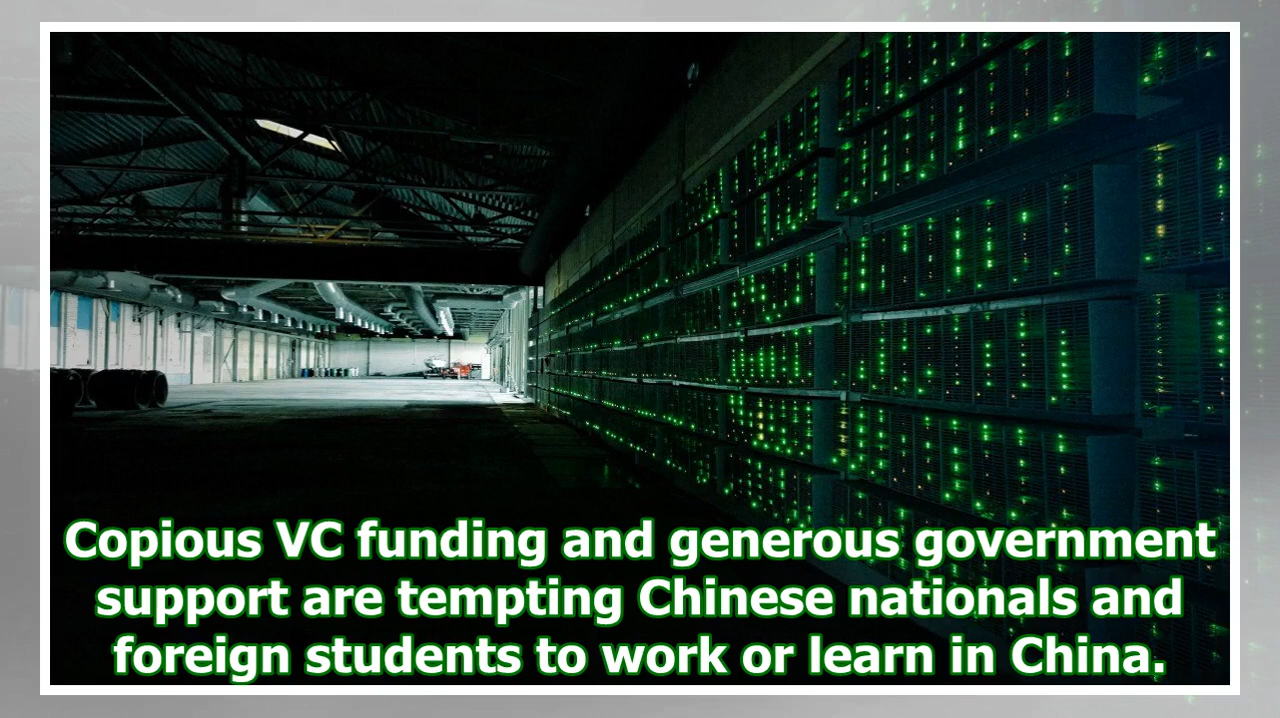 Copious VC funding and generous government
support are tempting Chinese nationals and
foreign students to work or learn in China.